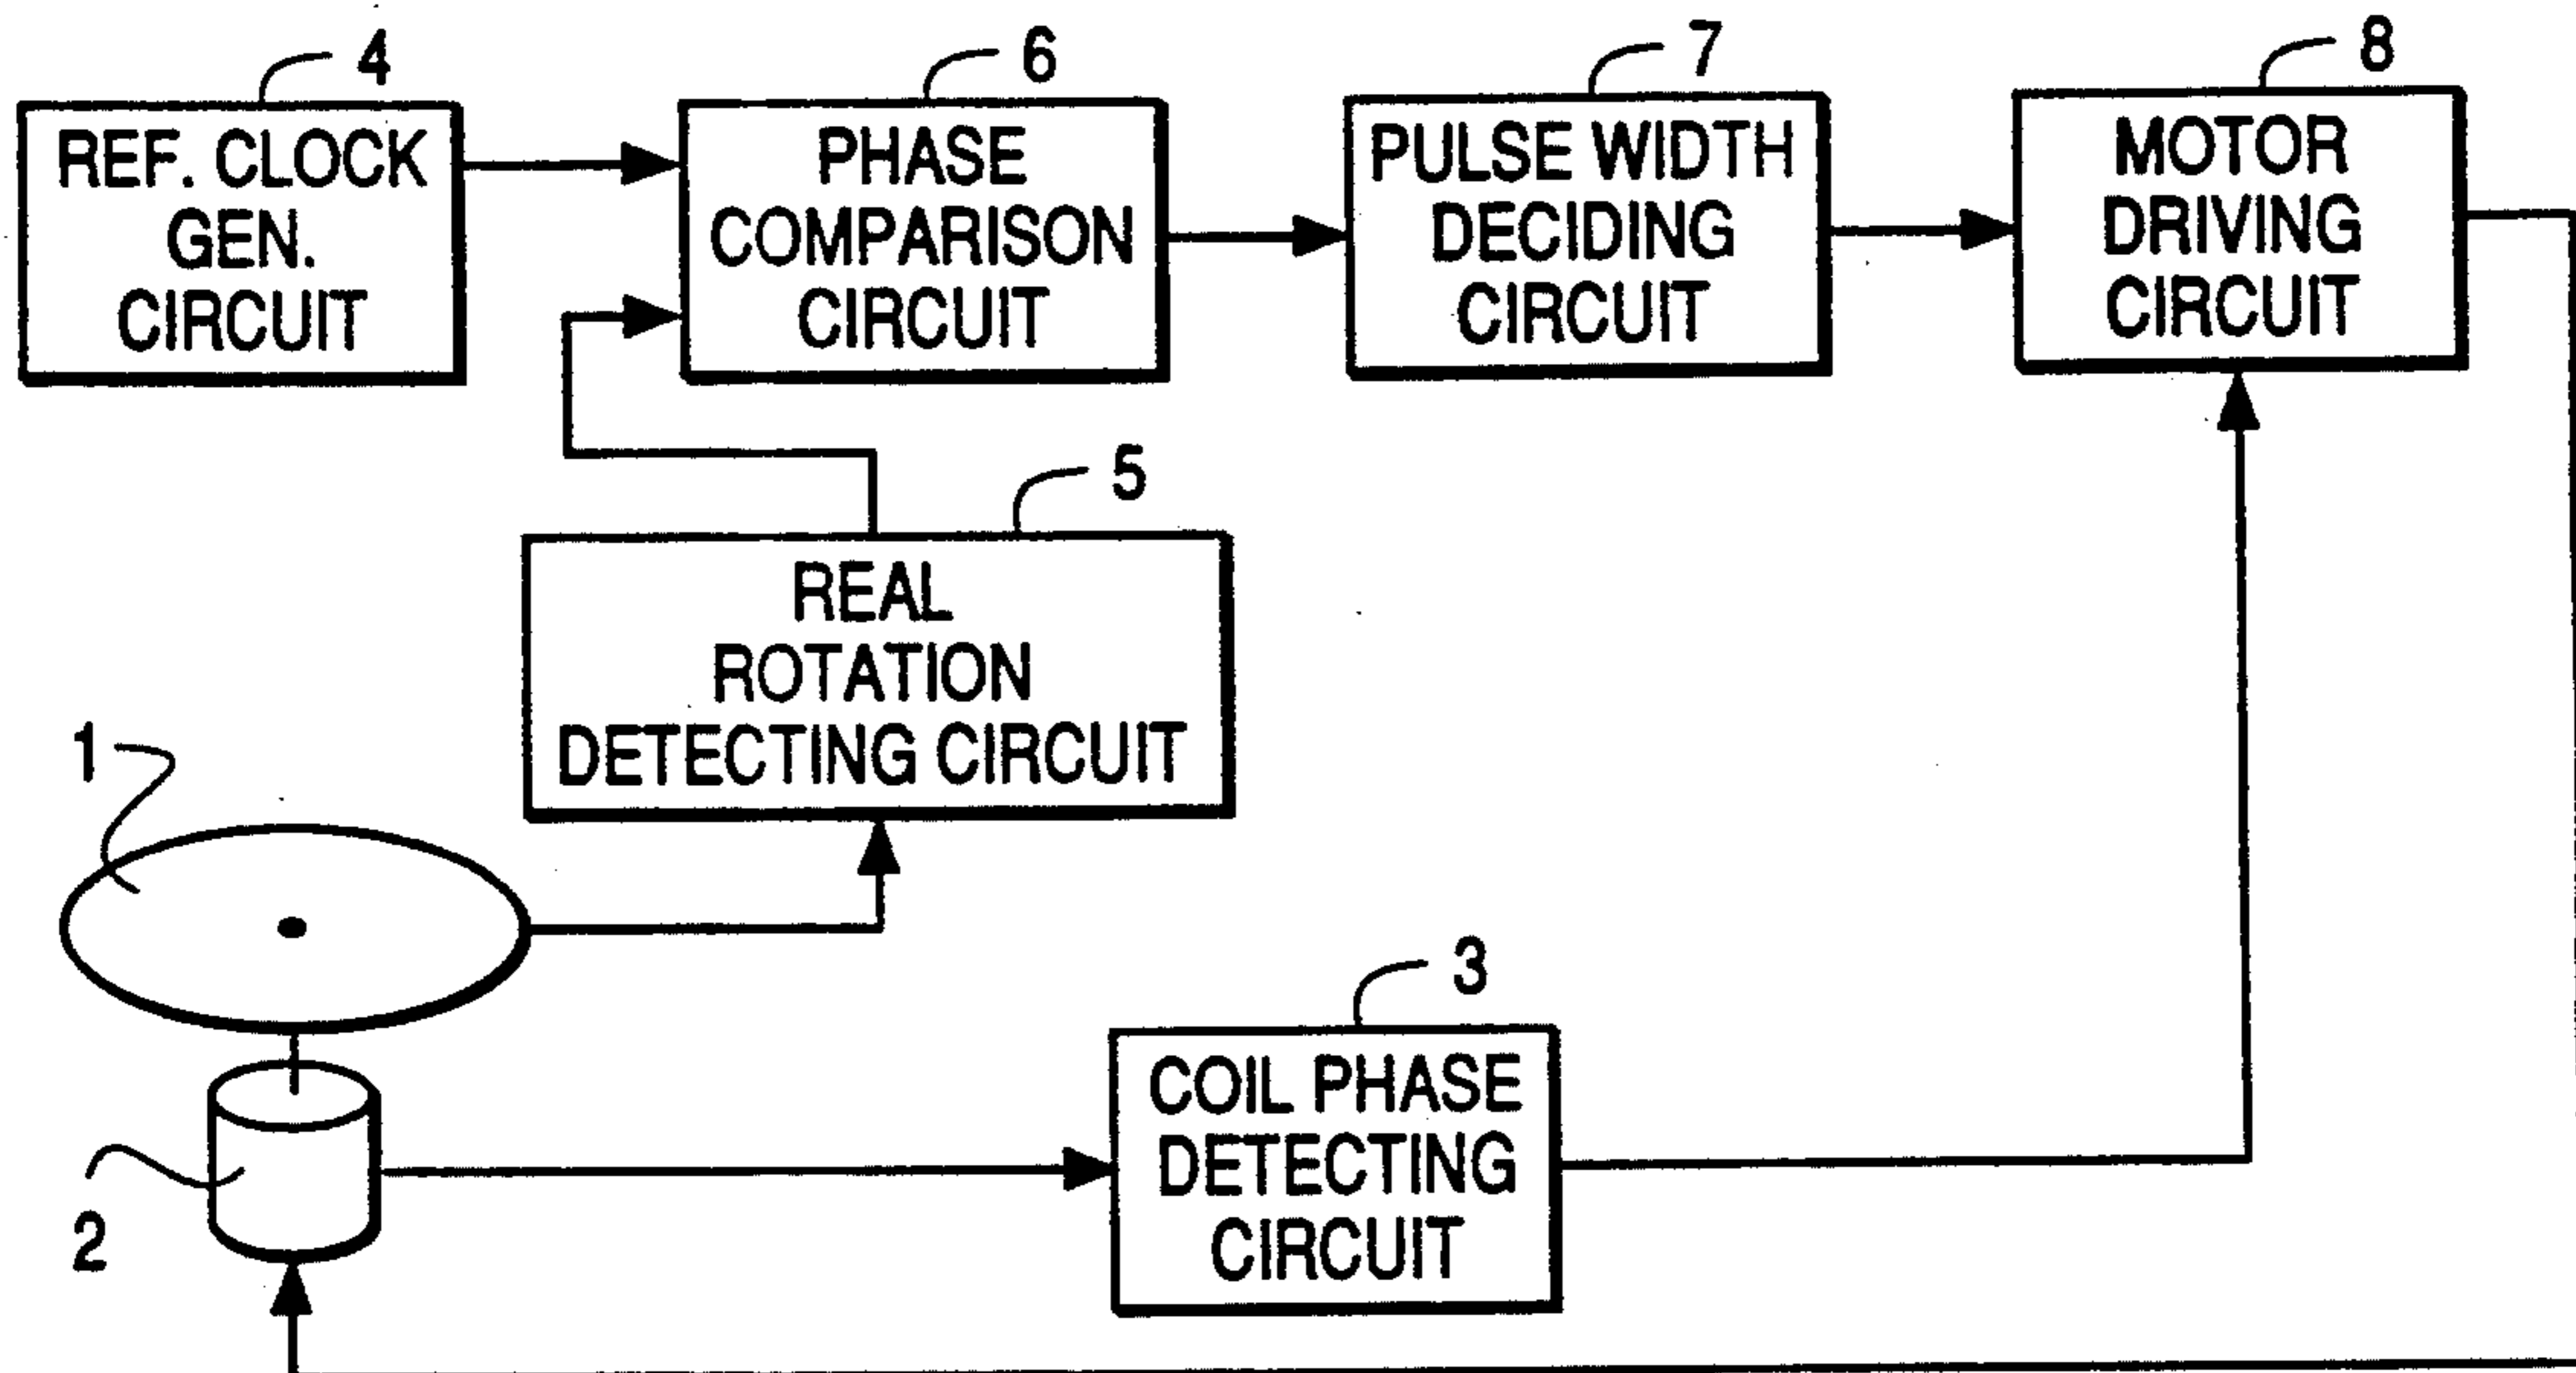 4
REF. CLOCK
GEN.
CIRCUIT
6
PHASE
COMPARISON
CIRCUIT
7
PULSE WIDTH
DECIDING
CIRCUIT
8
MOTOR
DRIVING
CIRCUIT
5
REAL
ROTATION
DETECTING CIRCUIT
1
2
3
COIL PHASE
DETECTING
CIRCUIT